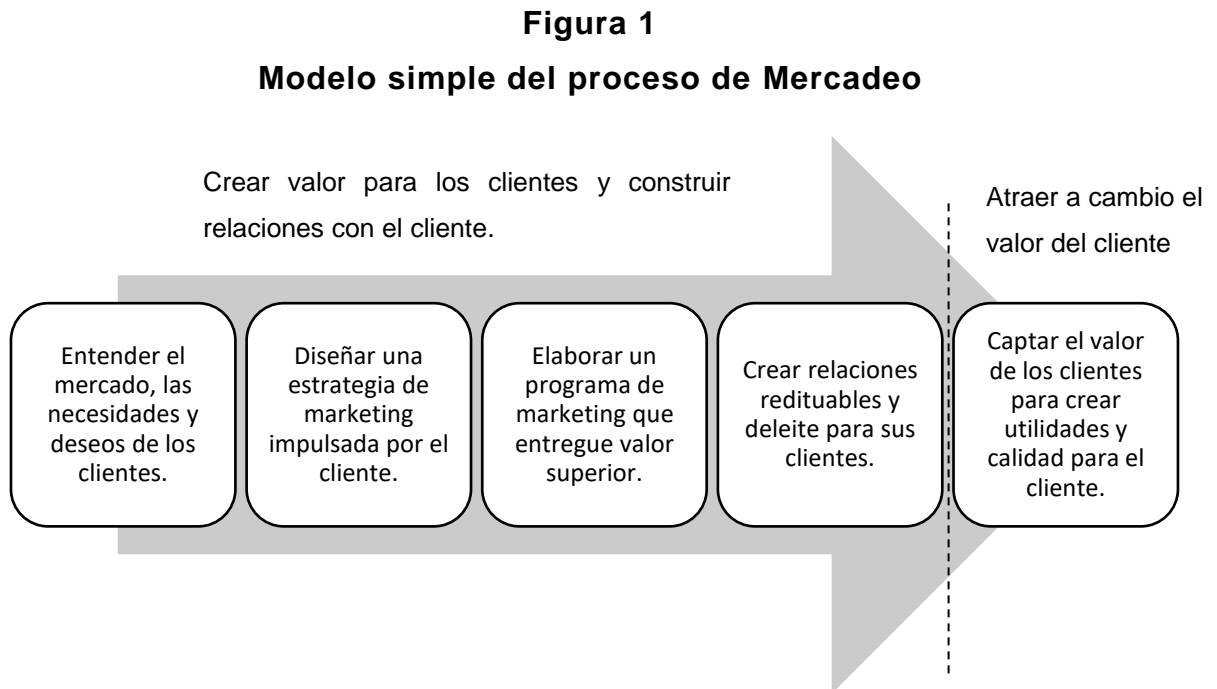 Figura 1
Modelo simple del proceso de Mercadeo
Crear valor para los clientes y construir
relaciones con el cliente.
Atraer a cambio el
valor del cliente
Entender el
mercado, las
necesidades y
deseos de los
clientes.
Diseñar una
estrategia de
marketing
impulsada por el
cliente.
Elaborar un
programa de
marketing que
entregue valor
superior.
Crear relaciones
redituables y
deleite para sus
clientes.
Captar el valor
de los clientes
para crear
utilidades y
calidad para el
cliente.